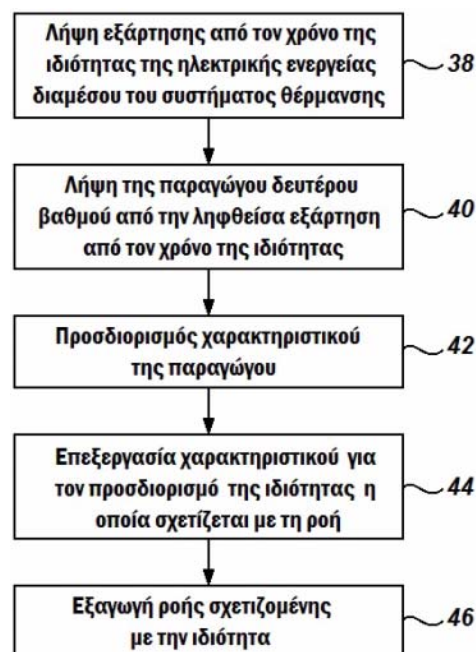 Λήψη εξάρτησης από τον χρόνο της
ιδιότητας της ηλεκτρικής ενεργείας
διαμέσου του συστήματος θέρμανσης
38
Λήψη της παραγώγου δευτέρου
βαθμού από την ληφθείσα εξάρτηση
από τον χρόνο της ιδιότητας
40
Προσδιορισμός χαρακτηριστικού
της παραγώγου
42
Επεξεργασία χαρακτηριστικού για
τον προσδιορισμό της ιδιότητας η
οποία σχετίζεται με τη ροή
44
Εξαγωγή ροής σχετιζομένης
με την ιδιότητα
46